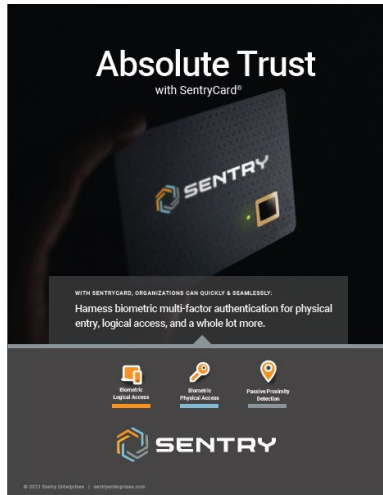 Absolute Trust
with SentryCard®
SENTRY
WITH SENTRYCARD, ORGANIZATIONS CAN QUICKLY & SEAMLESSLY:
Harness biometric multi-factor authentication for physical
entry, logical access, and a whole lot more.
Biometric
Logical Access
Biometric
Physical Access
Passive Proximity
Detection
SENTRY
© 2023 Sentry Enterprises | sentryenterprises.com